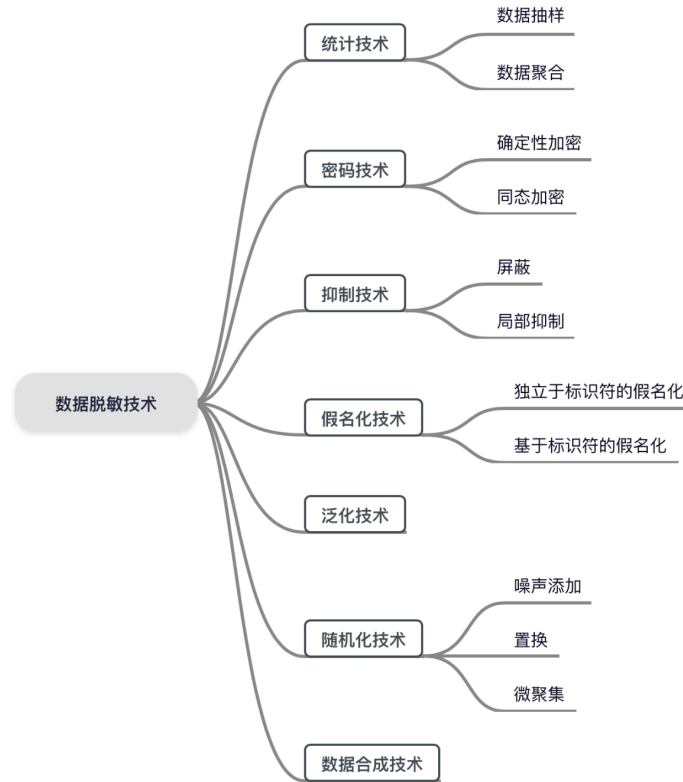 数据脱敏技术
统计技术
数据抽样
数据聚合
密码技术
确定性加密
同态加密
抑制技术
屏蔽
局部抑制
假名化技术
独立于标识符的假名化
基于标识符的假名化
泛化技术
随机化技术
噪声添加
置换
微聚集
数据合成技术